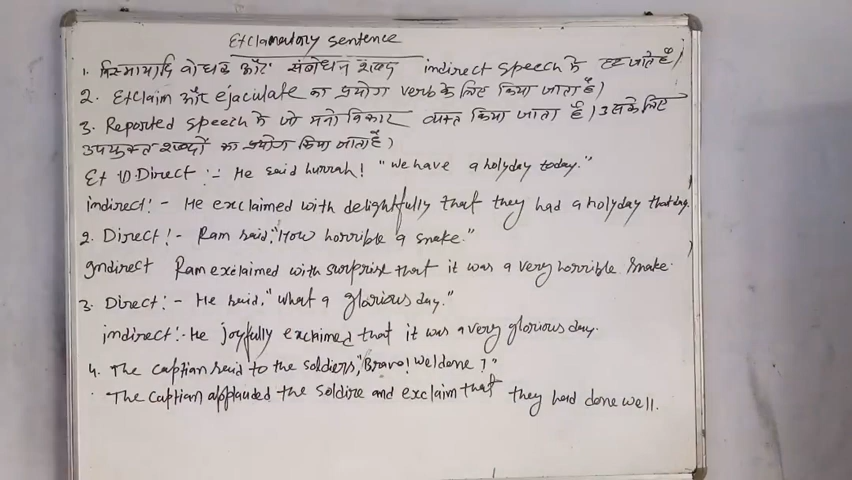 Exclamatory sentence
1. विस्मयादि बोधक और संबोधन शब्द indirect speech में हट जाते हैं।
2. Exclaim और ejaculate का प्रयोग verb के लिए किया जाता है।
3. Reported speech में जो मनो विकार व्यक्त किया जाता है। उसके लिए
उपयुक्त शब्दों का प्रयोग किया जाता है।
Ex 1) Direct:- He said hurrah! "We have a holyday today."
indirect:- He exclaimed with delightfully that they had a holyday that day.
2. Direct:- Ram said, "How horrible a snake."
Indirect Ram exclaimed with surprise that it was a very horrible snake.
3. Direct:- He said, "What a glorious day."
indirect:- He joyfully exclaimed that it was a very glorious day.
4. The caption said to the soldiers, "Bravo! Weldone!"
The caption applauded the soldire and exclaim that they had done well.